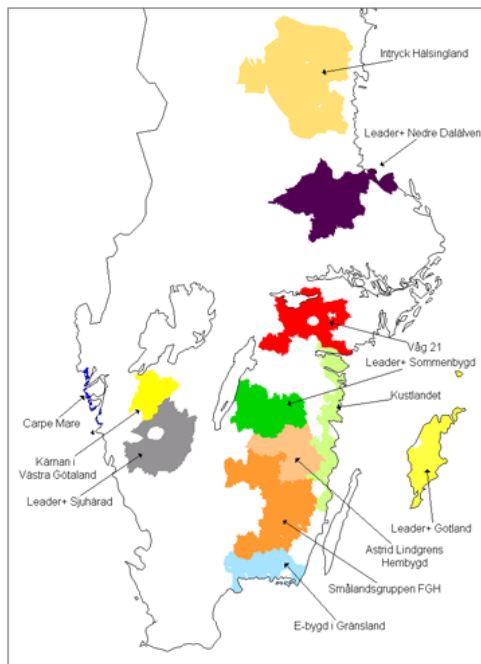 Intryck Hälsingland
Leader+ Nedre Dalälven
Våg 21
Leader+ Sommenbygd
Kustlandet
Carpe Mare
Kärnan i
Västra Götaland
Leader+ Sjuhärad
Leader+ Gotland
Astrid Lindgrens
Hembygd
Smålandsgruppen FGH
E-bygd i Gränsland